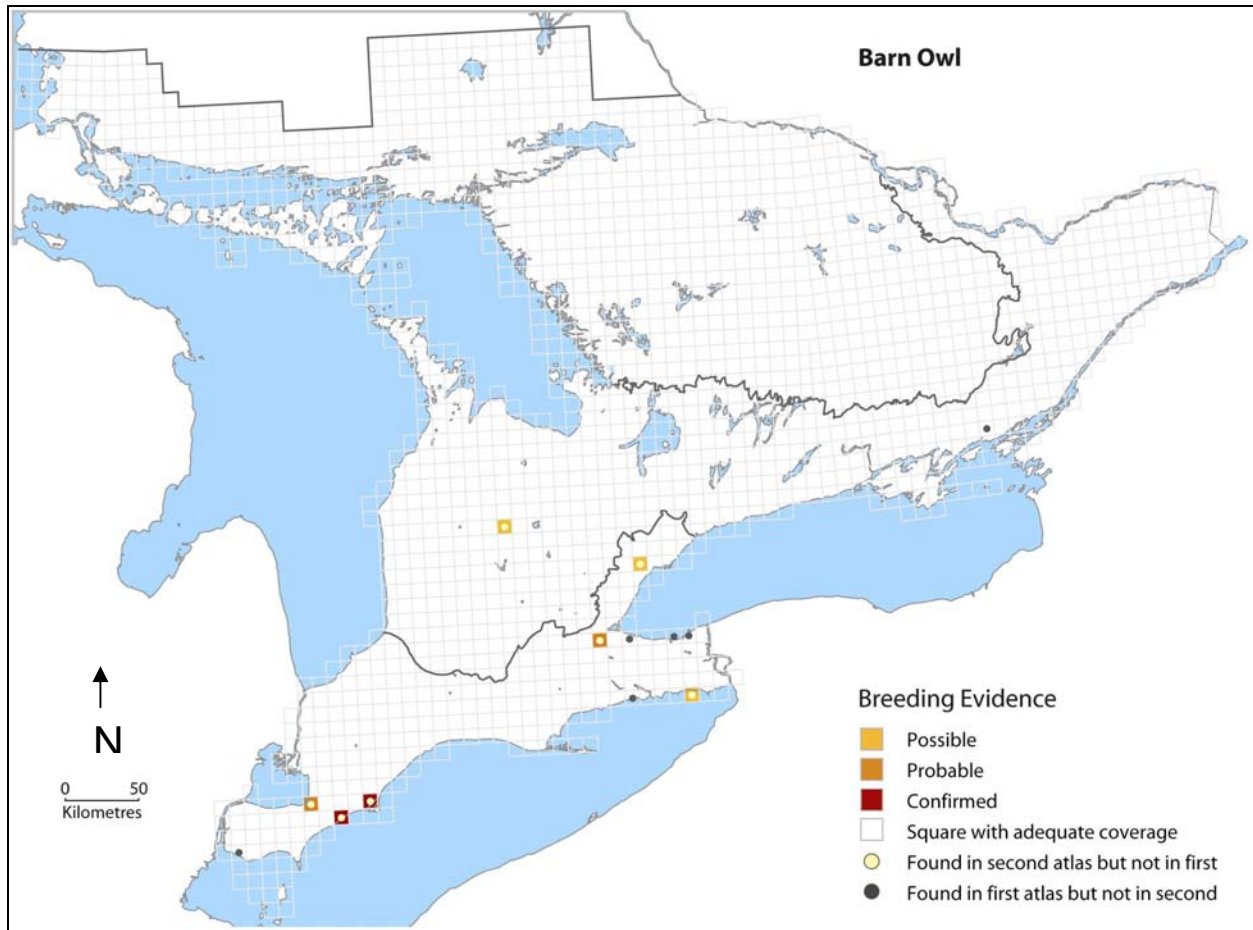 Barn Owl
N
0 50
Kilometres
Breeding Evidence
Possible
Probable
Confirmed
Square with adequate coverage
Found in second atlas but not in first
Found in first atlas but not in second